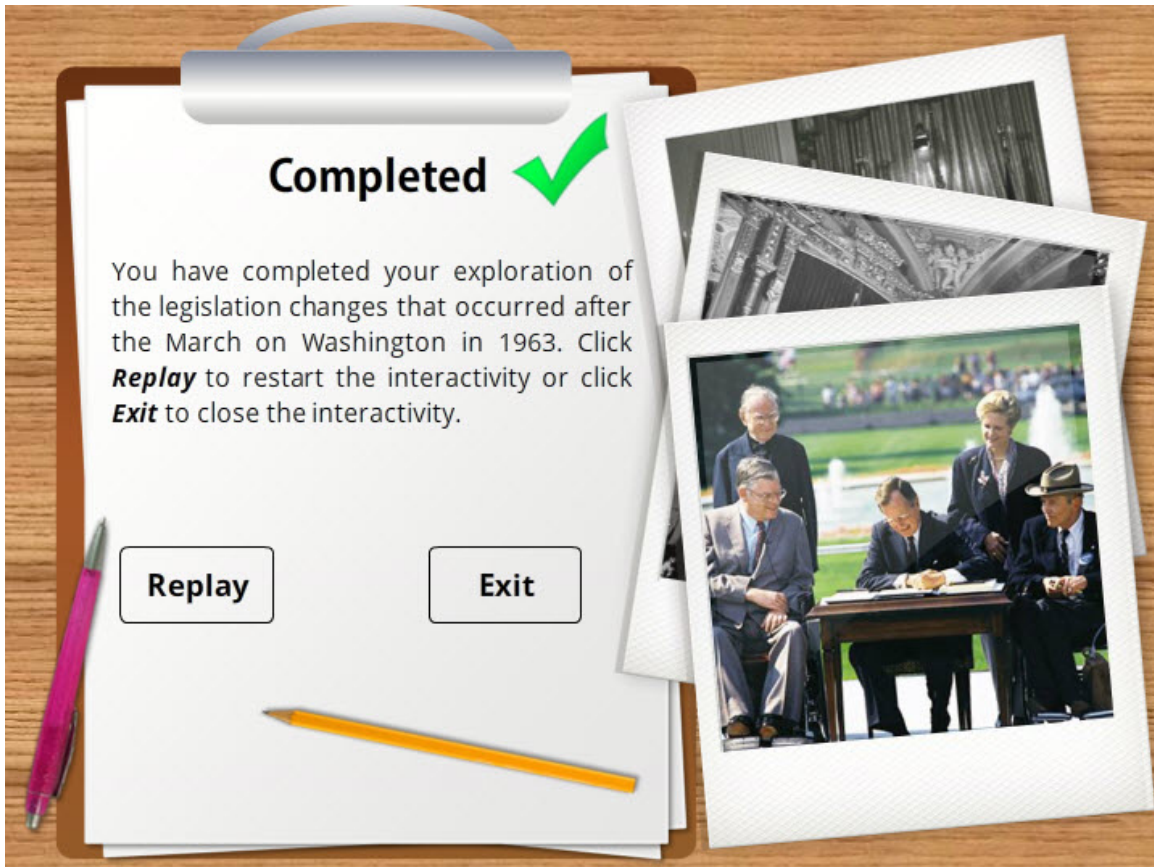 Completed
You have completed your exploration of
the legislation changes that occurred after
the March on Washington in 1963. Click
Replay to restart the interactivity or click
Exit to close the interactivity.
Replay
Exit